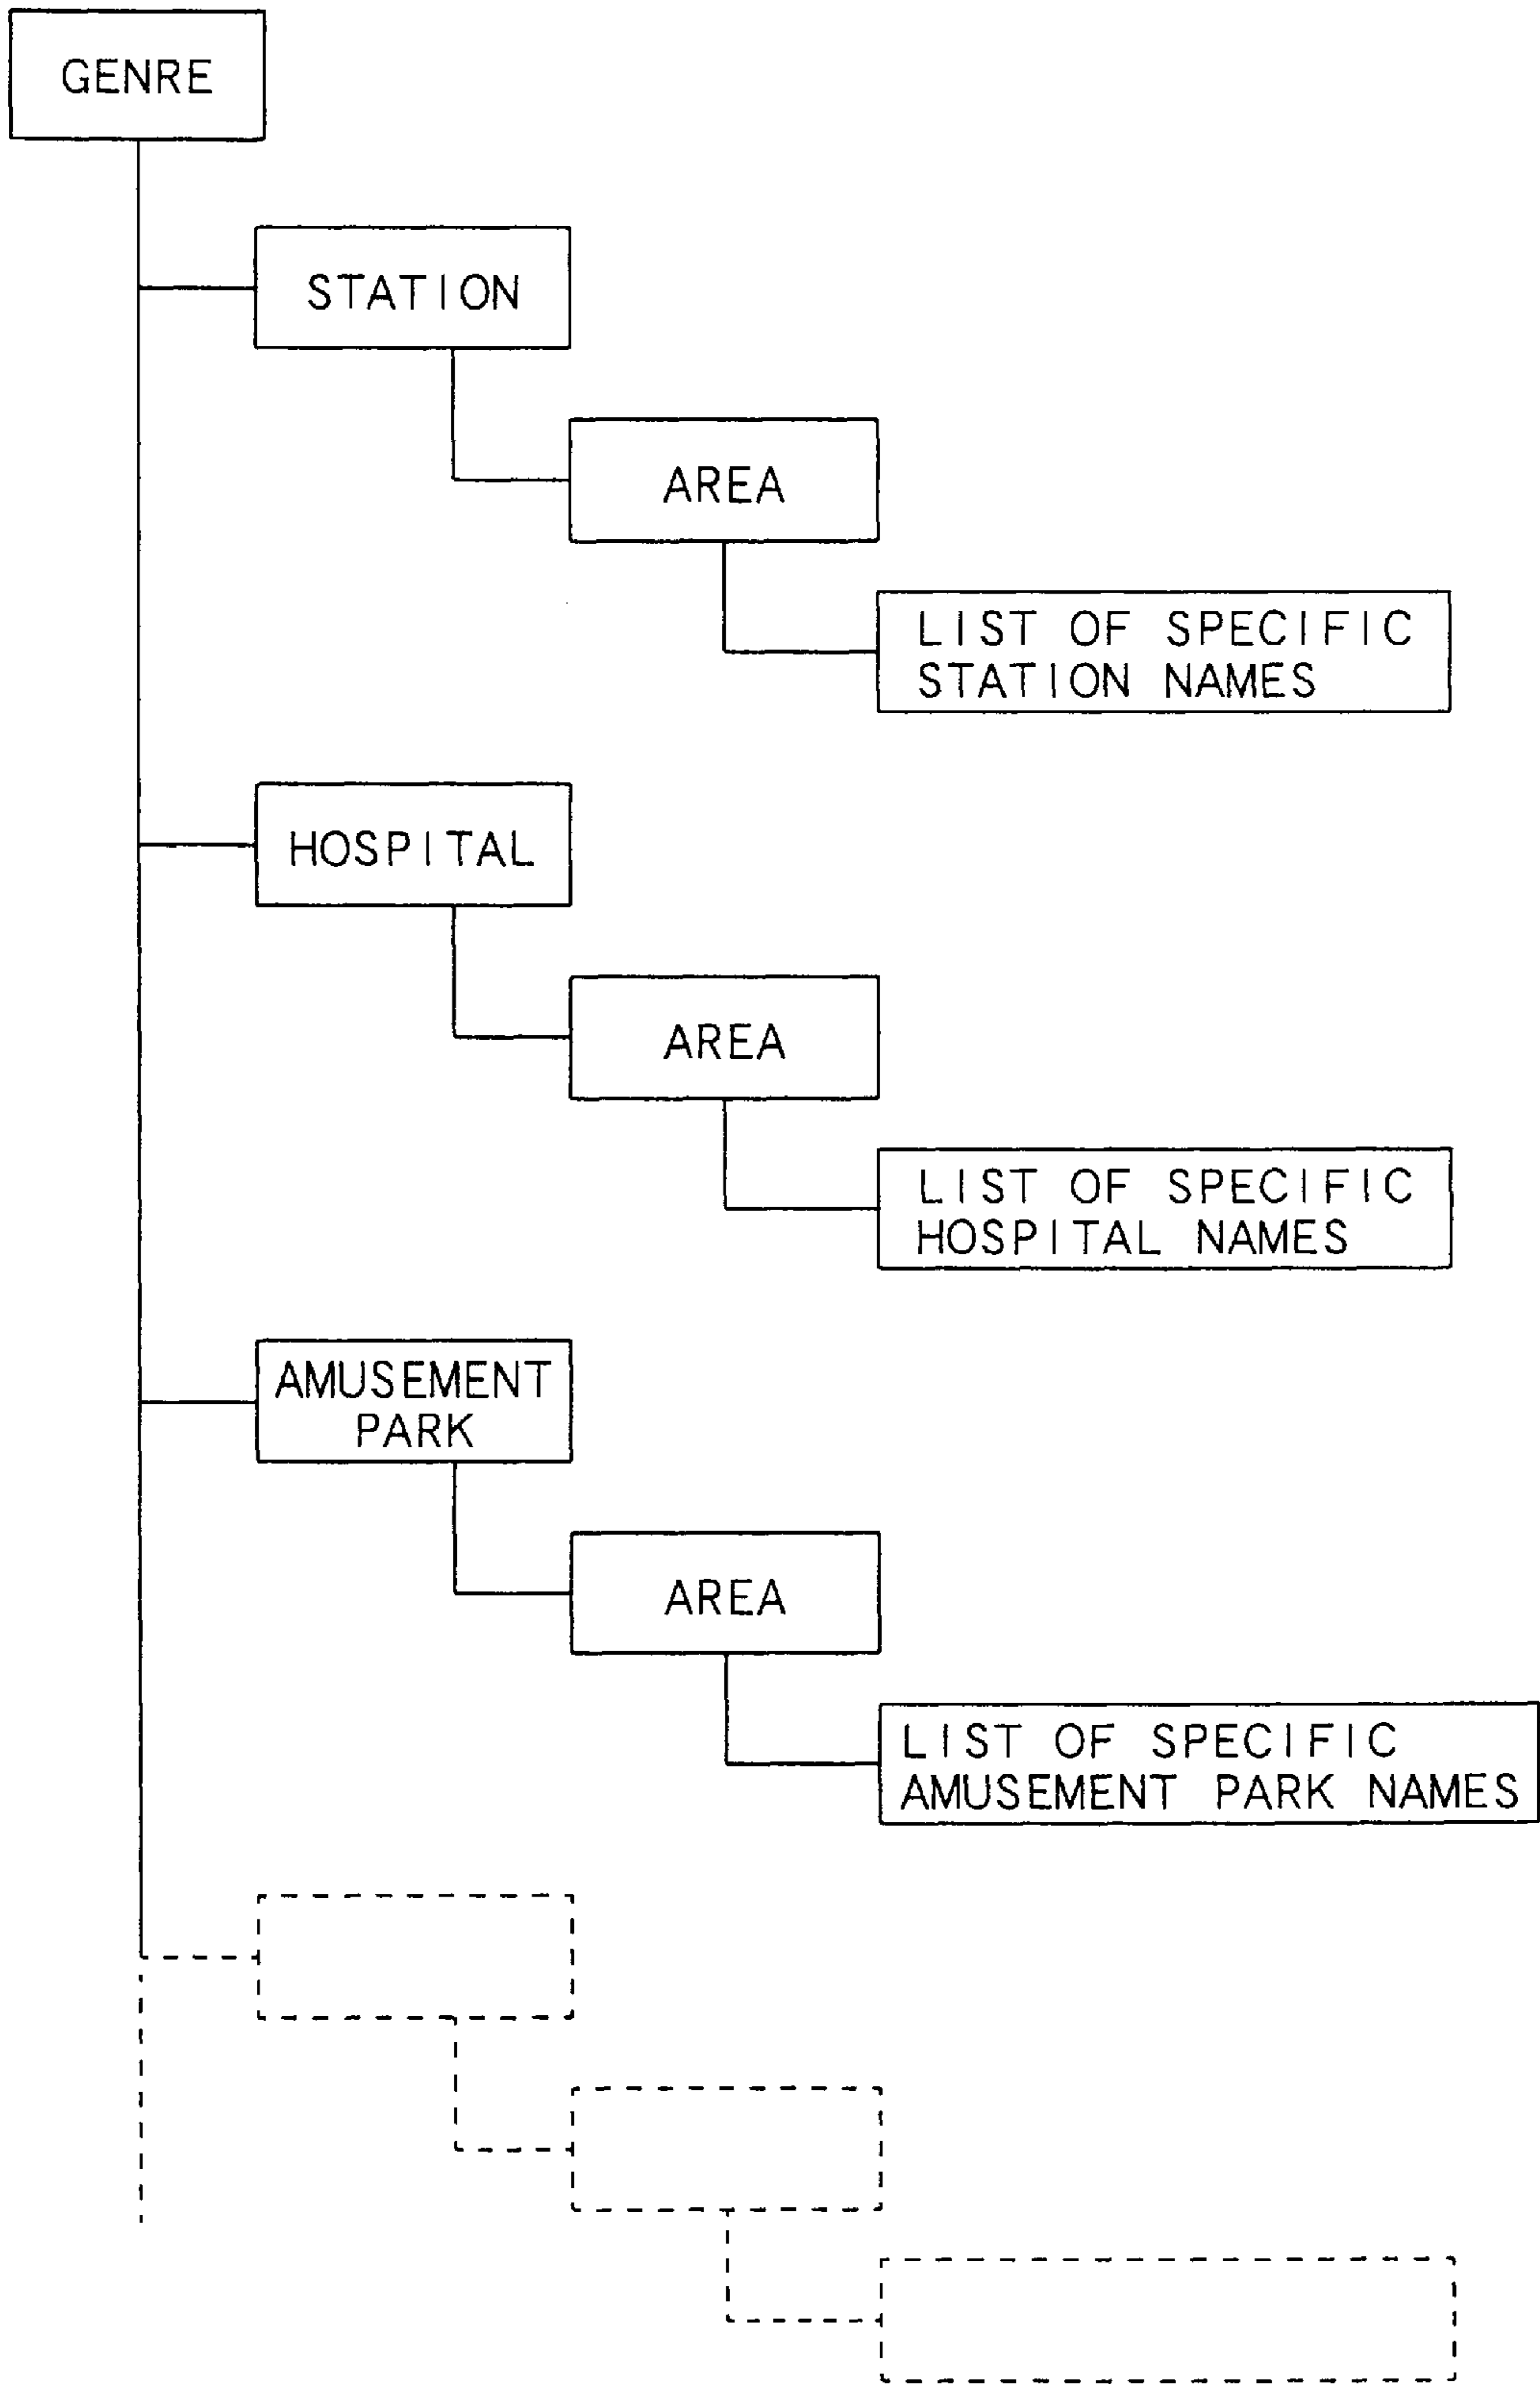 GENRE
STATION
AREA
LIST OF SPECIFIC
STATION NAMES
HOSPITAL
AREA
LIST OF SPECIFIC
HOSPITAL NAMES
AMUSEMENT
PARK
AREA
LIST OF SPECIFIC
AMUSEMENT PARK NAMES